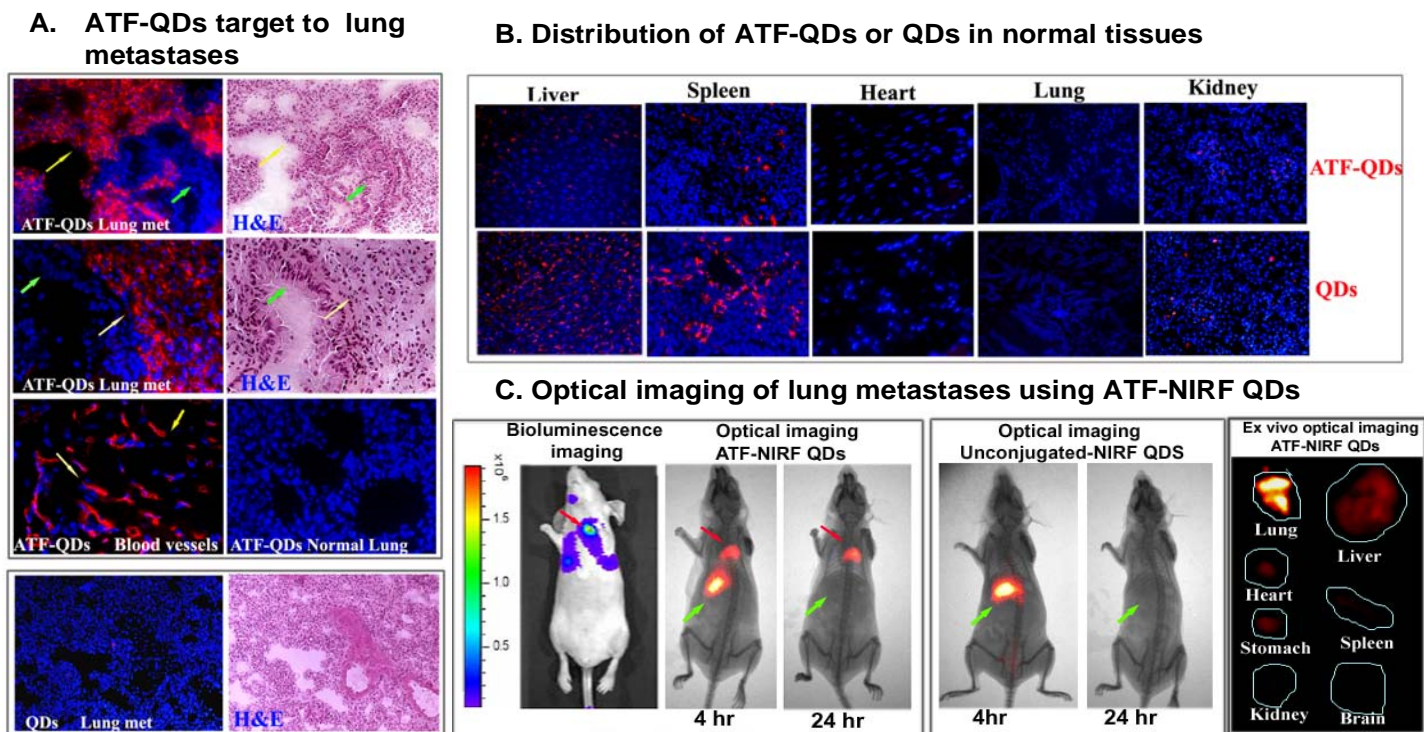 A. ATF-QDs target to lung
metastases
ATF-QDs Lung met
H&E
ATF-QDs Lung met
H&E
ATF-QDs Blood vessels
ATF-QDs Normal Lung
QDs Lung met
H&E
B. Distribution of ATF-QDs or QDs in normal tissues
Liver Spleen Heart Lung Kidney
ATF-QDs
QDs
C. Optical imaging of lung metastases using ATF-NIRF QDs
Bioluminescence
imaging
x10^-6
1.5
1.0
0.5
Optical imaging
ATF-NIRF QDs
4 hr 24 hr
Optical imaging
Unconjugated-NIRF QDS
4hr 24 hr
Ex vivo optical imaging
ATF-NIRF QDs
Lung
Liver
Heart
Stomach
Spleen
Kidney
Brain